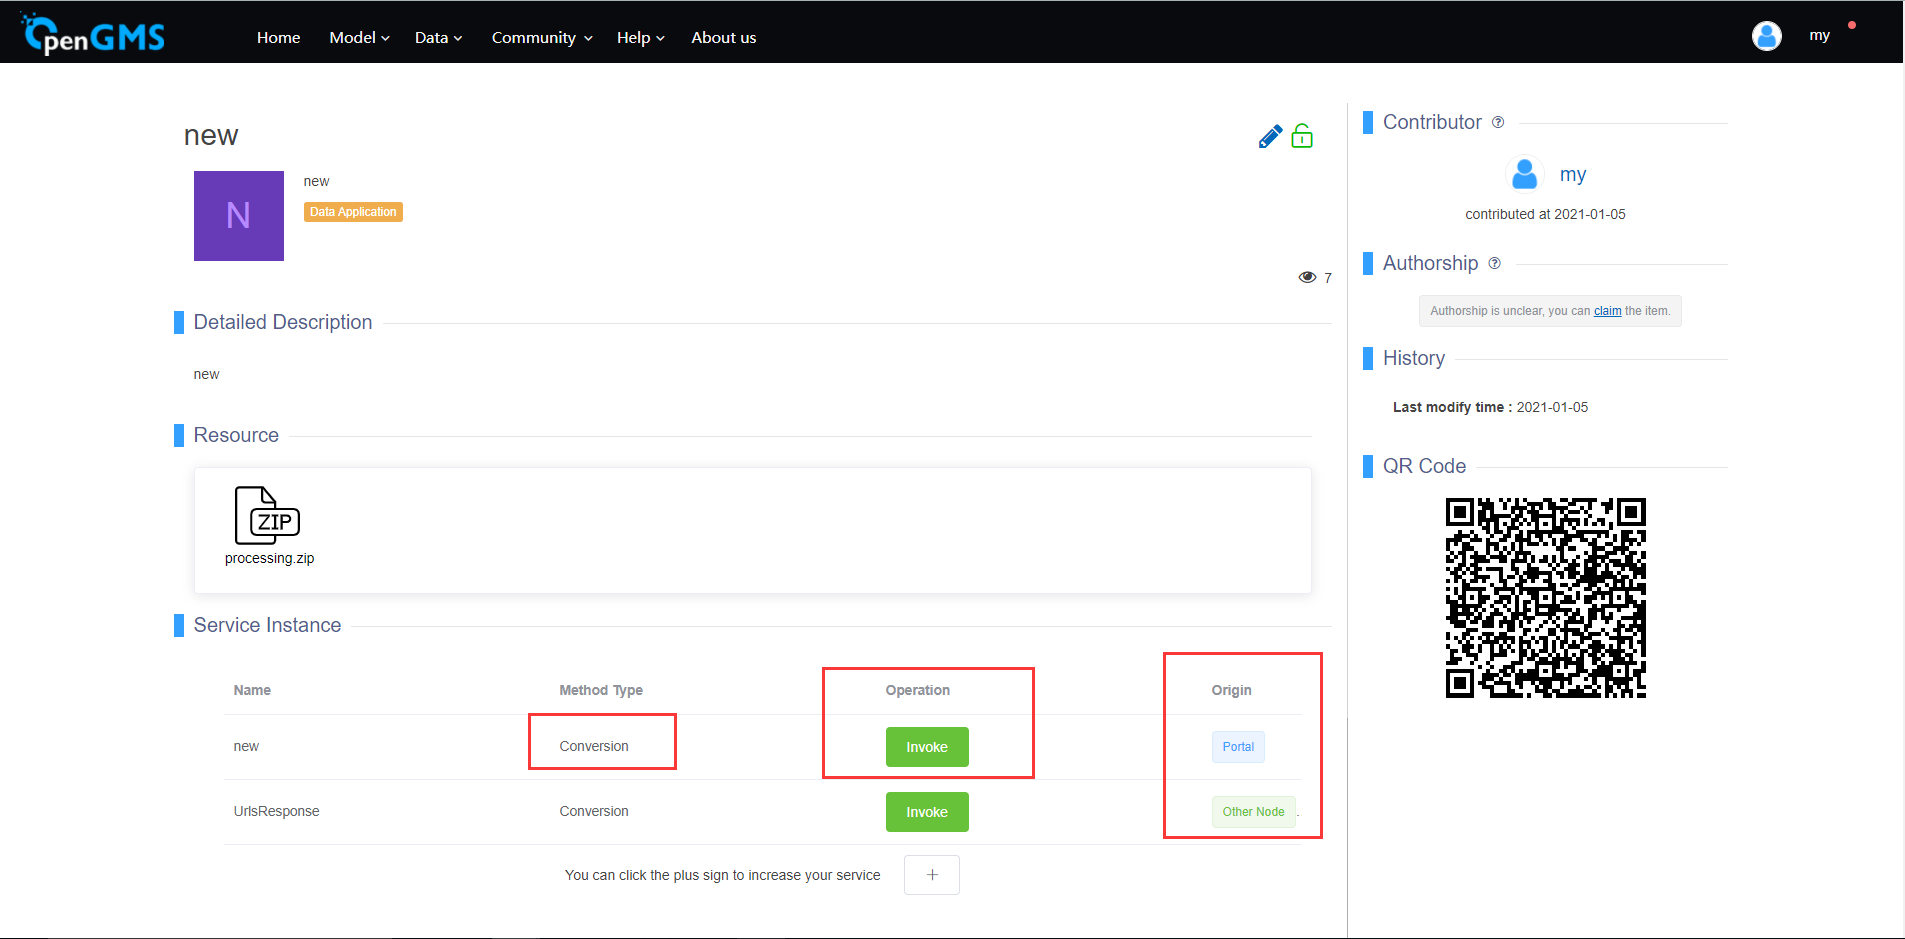 OpenGMS
Home Model Data Community Help About us my
new
N
new
Data Application
7
Detailed Description
new
Resource
ZIP
processing.zip
Service Instance
Name Method Type Operation Origin
new Conversion Invoke Portal
UrlsResponse Conversion Invoke Other Node .
You can click the plus sign to increase your service +
Contributor ?
my
contributed at 2021-01-05
Authorship ?
Authorship is unclear, you can claim the item.
History
Last modify time : 2021-01-05
QR Code